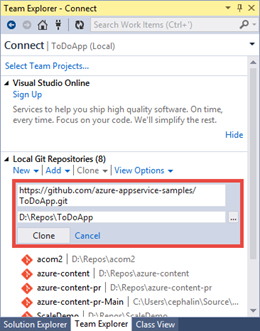 Team Explorer - Connect
Search Work Items (Ctrl+')
Connect | ToDoApp (Local)
Select Team Projects...
Visual Studio Online
Sign Up
Services to help you ship high quality software. On time,
every time. Focus on your code. We'll simplify the rest.
Hide
Local Git Repositories (8)
New | Add | Clone | View Options
https://github.com/azure-appservice-samples/
ToDoApp.git
D:\Repos\ToDoApp
...
Clone Cancel
acom2 D:\Repos\acom2
azure-content D:\Repos\azure-content
azure-content-pr D:\Repos\azure-content-pr
azure-content-pr-Main C:\Users\cephalin\Source\...
ScaleDemo D:\Repos\ScaleDemo
Solution Explorer Team Explorer Class View